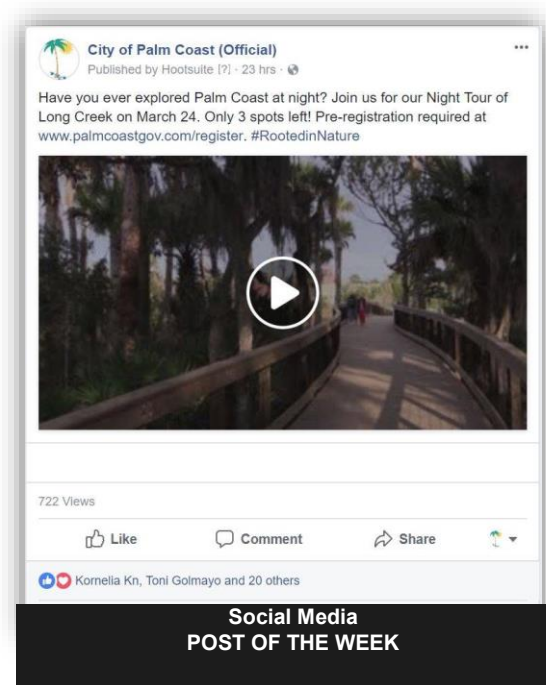 City of Palm Coast (Official)
Published by Hootsuite [?] · 23 hrs ·
Have you ever explored Palm Coast at night? Join us for our Night Tour of
Long Creek on March 24. Only 3 spots left! Pre-registration required at
www.palmcoastgov.com/register. #RootedinNature
722 Views
Like Comment Share
Kornelia Kn, Toni Golmayo and 20 others
Social Media
POST OF THE WEEK